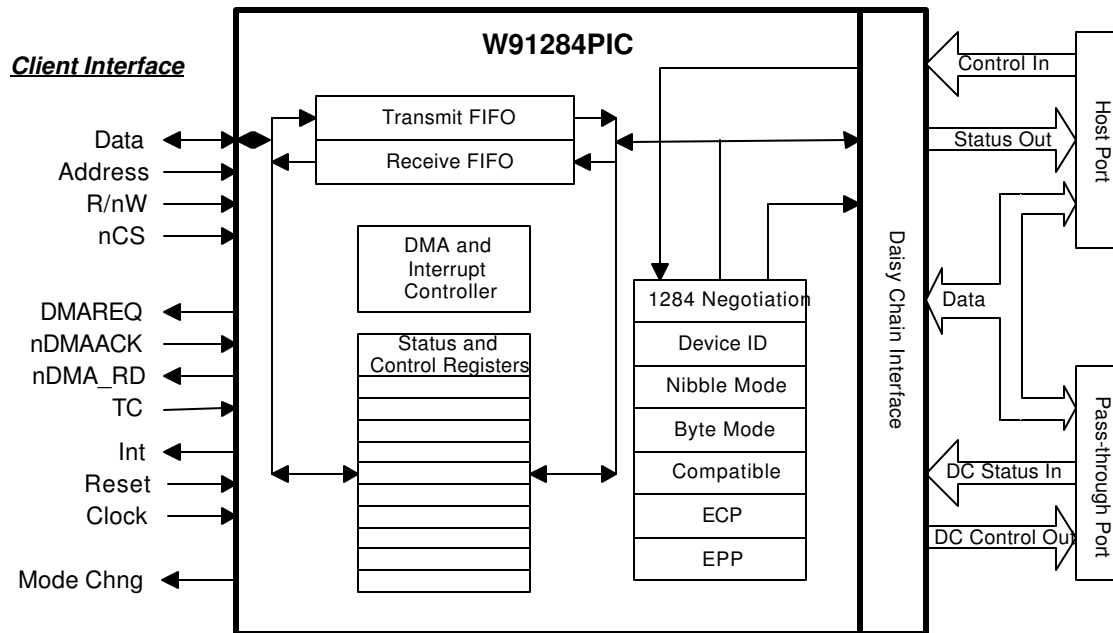 W91284PIC
Client Interface
Data
Address
R/nW
nCS
DMAREQ
nDMAACK
nDMA_RD
TC
Int
Reset
Clock
Mode Chng
Transmit FIFO
Receive FIFO
DMA and
Interrupt
Controller
Status and
Control Registers
1284 Negotiation
Device ID
Nibble Mode
Byte Mode
Compatible
ECP
EPP
Daisy Chain Interface
Control In
Status Out
Data
DC Status In
DC Control Out
Host Port
Pass-through Port